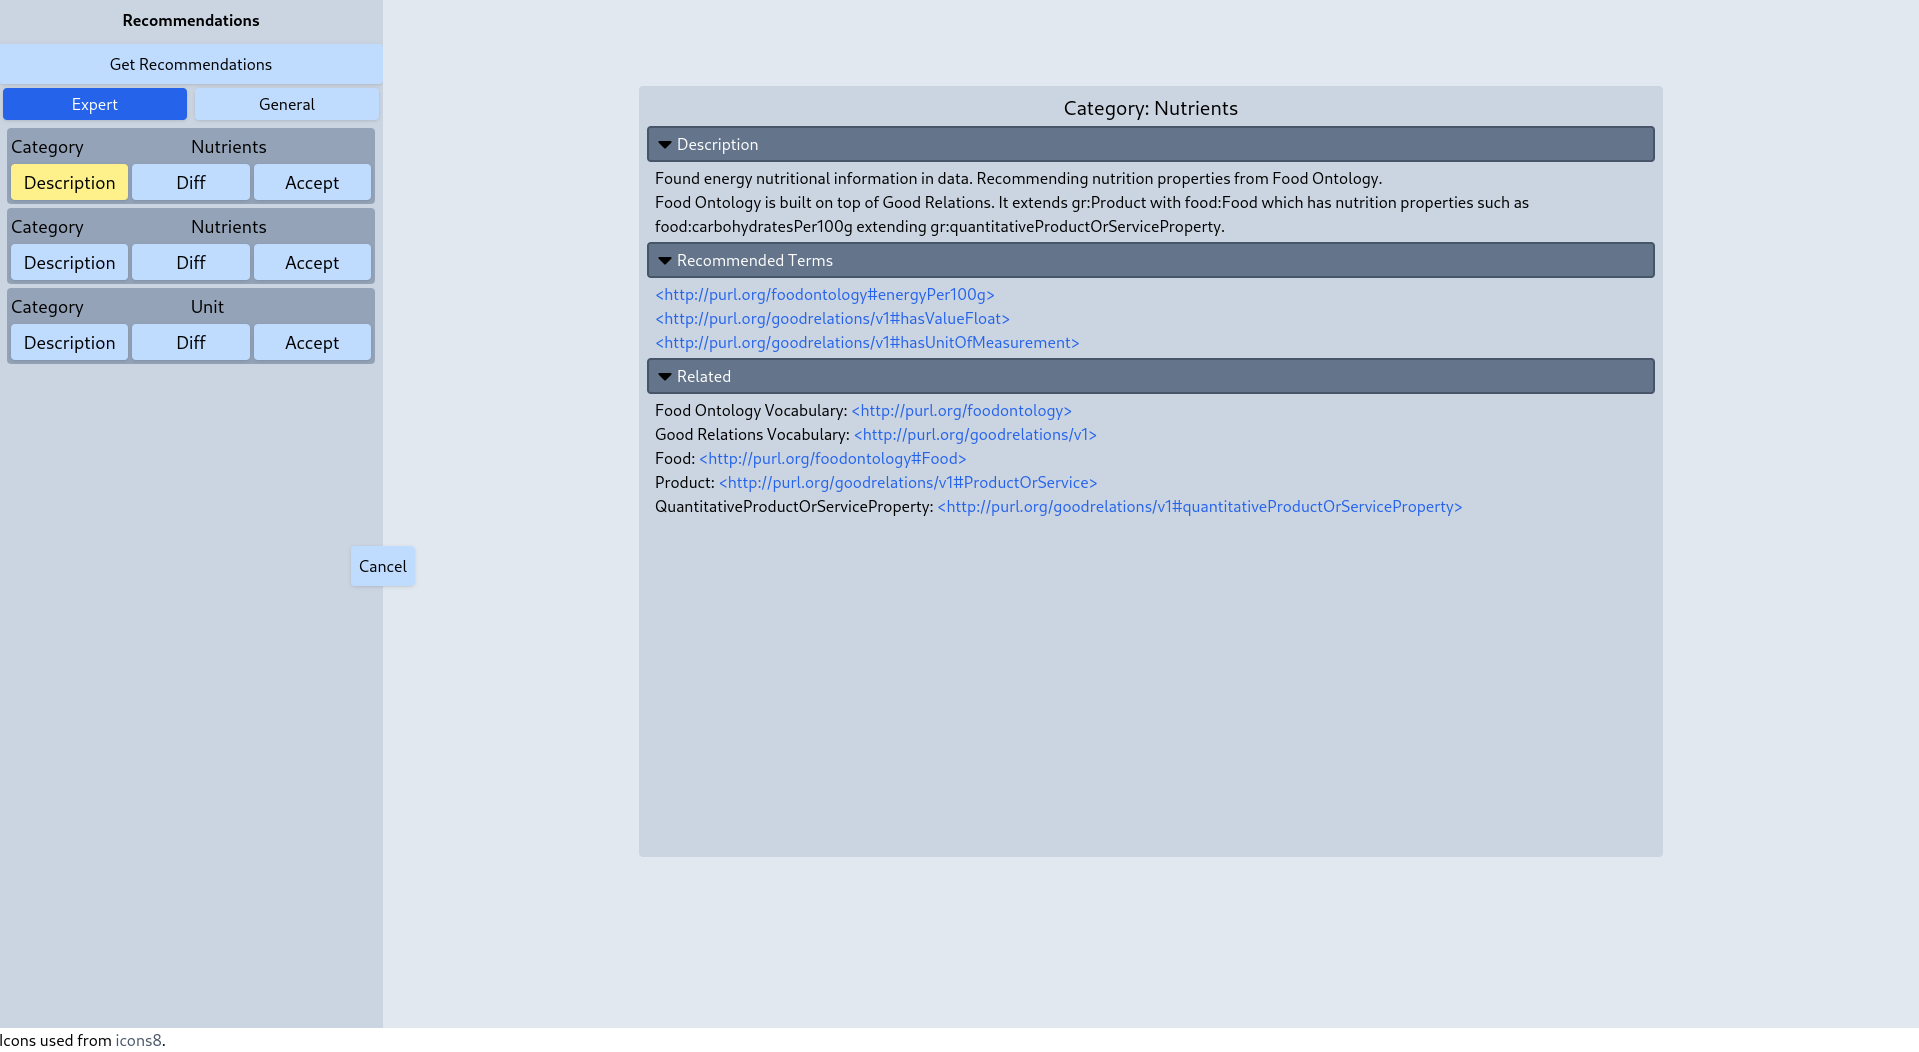 Recommendations
Get Recommendations
Expert General
Category Nutrients
Description Diff Accept
Category Nutrients
Description Diff Accept
Category Unit
Description Diff Accept
Cancel
Category: Nutrients
Description
Found energy nutritional information in data. Recommending nutrition properties from Food Ontology.
Food Ontology is built on top of Good Relations. It extends gr:Product with food:Food which has nutrition properties such as
food:carbohydratesPer100g extending gr:quantitativeProductOrServiceProperty.
Recommended Terms
<http://purl.org/foodontology#energyPer100g>
<http://purl.org/goodrelations/v1#hasValueFloat>
<http://purl.org/goodrelations/v1#hasUnitOfMeasurement>
Related
Food Ontology Vocabulary: <http://purl.org/foodontology>
Good Relations Vocabulary: <http://purl.org/goodrelations/v1>
Food: <http://purl.org/foodontology#Food>
Product: <http://purl.org/goodrelations/v1#ProductOrService>
QuantitativeProductOrServiceProperty: <http://purl.org/goodrelations/v1#quantitativeProductOrServiceProperty>
Icons used from icons8.